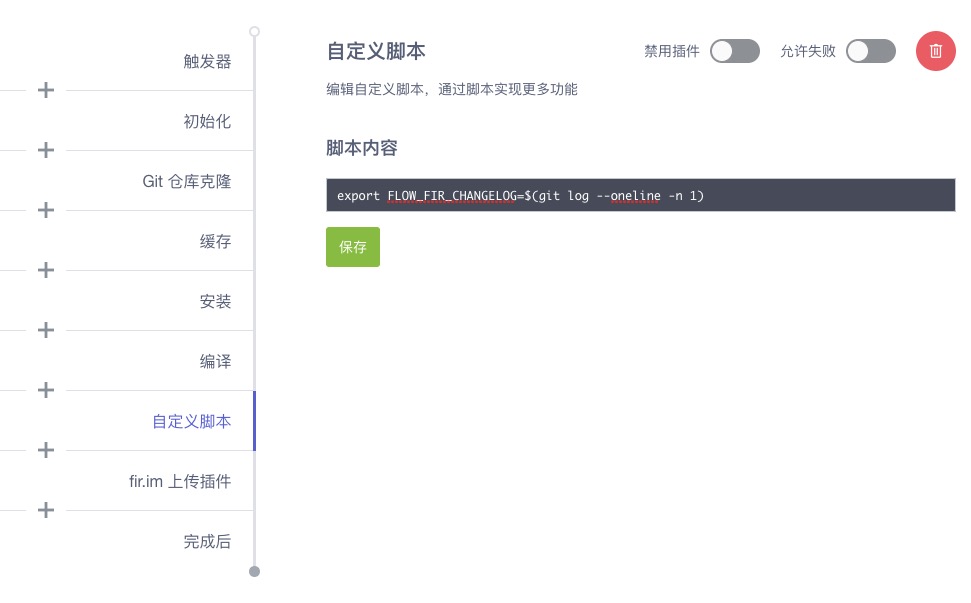 触发器
初始化
Git 仓库克隆
缓存
安装
编译
自定义脚本
fir.im 上传插件
完成后
自定义脚本
禁用插件
允许失败
编辑自定义脚本，通过脚本实现更多功能
脚本内容
export FLOW_FIR_CHANGELOG=$(git log --oneline -n 1)
保存